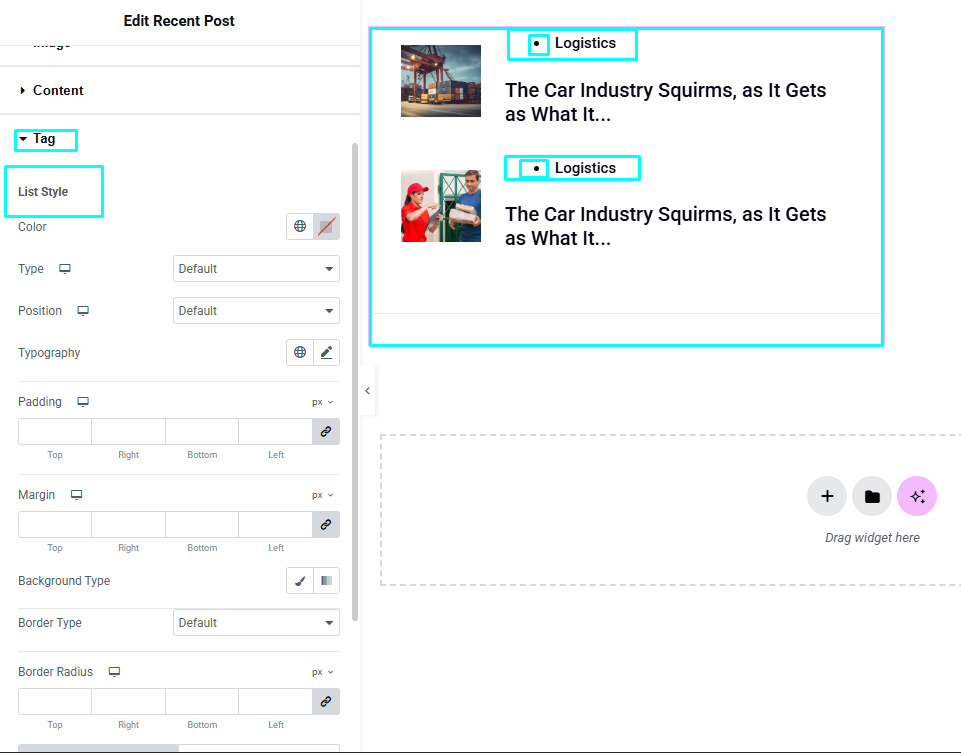 Edit Recent Post
Image
Content
Tag
List Style
Color
Type
Default
Position
Default
Typography
Padding
px
Top
Right
Bottom
Left
Margin
px
Top
Right
Bottom
Left
Background Type
Border Type
Default
Border Radius
px
Top
Right
Bottom
Left
Logistics
The Car Industry Squirms, as It Gets
as What It...
Logistics
The Car Industry Squirms, as It Gets
as What It...
Drag widget here